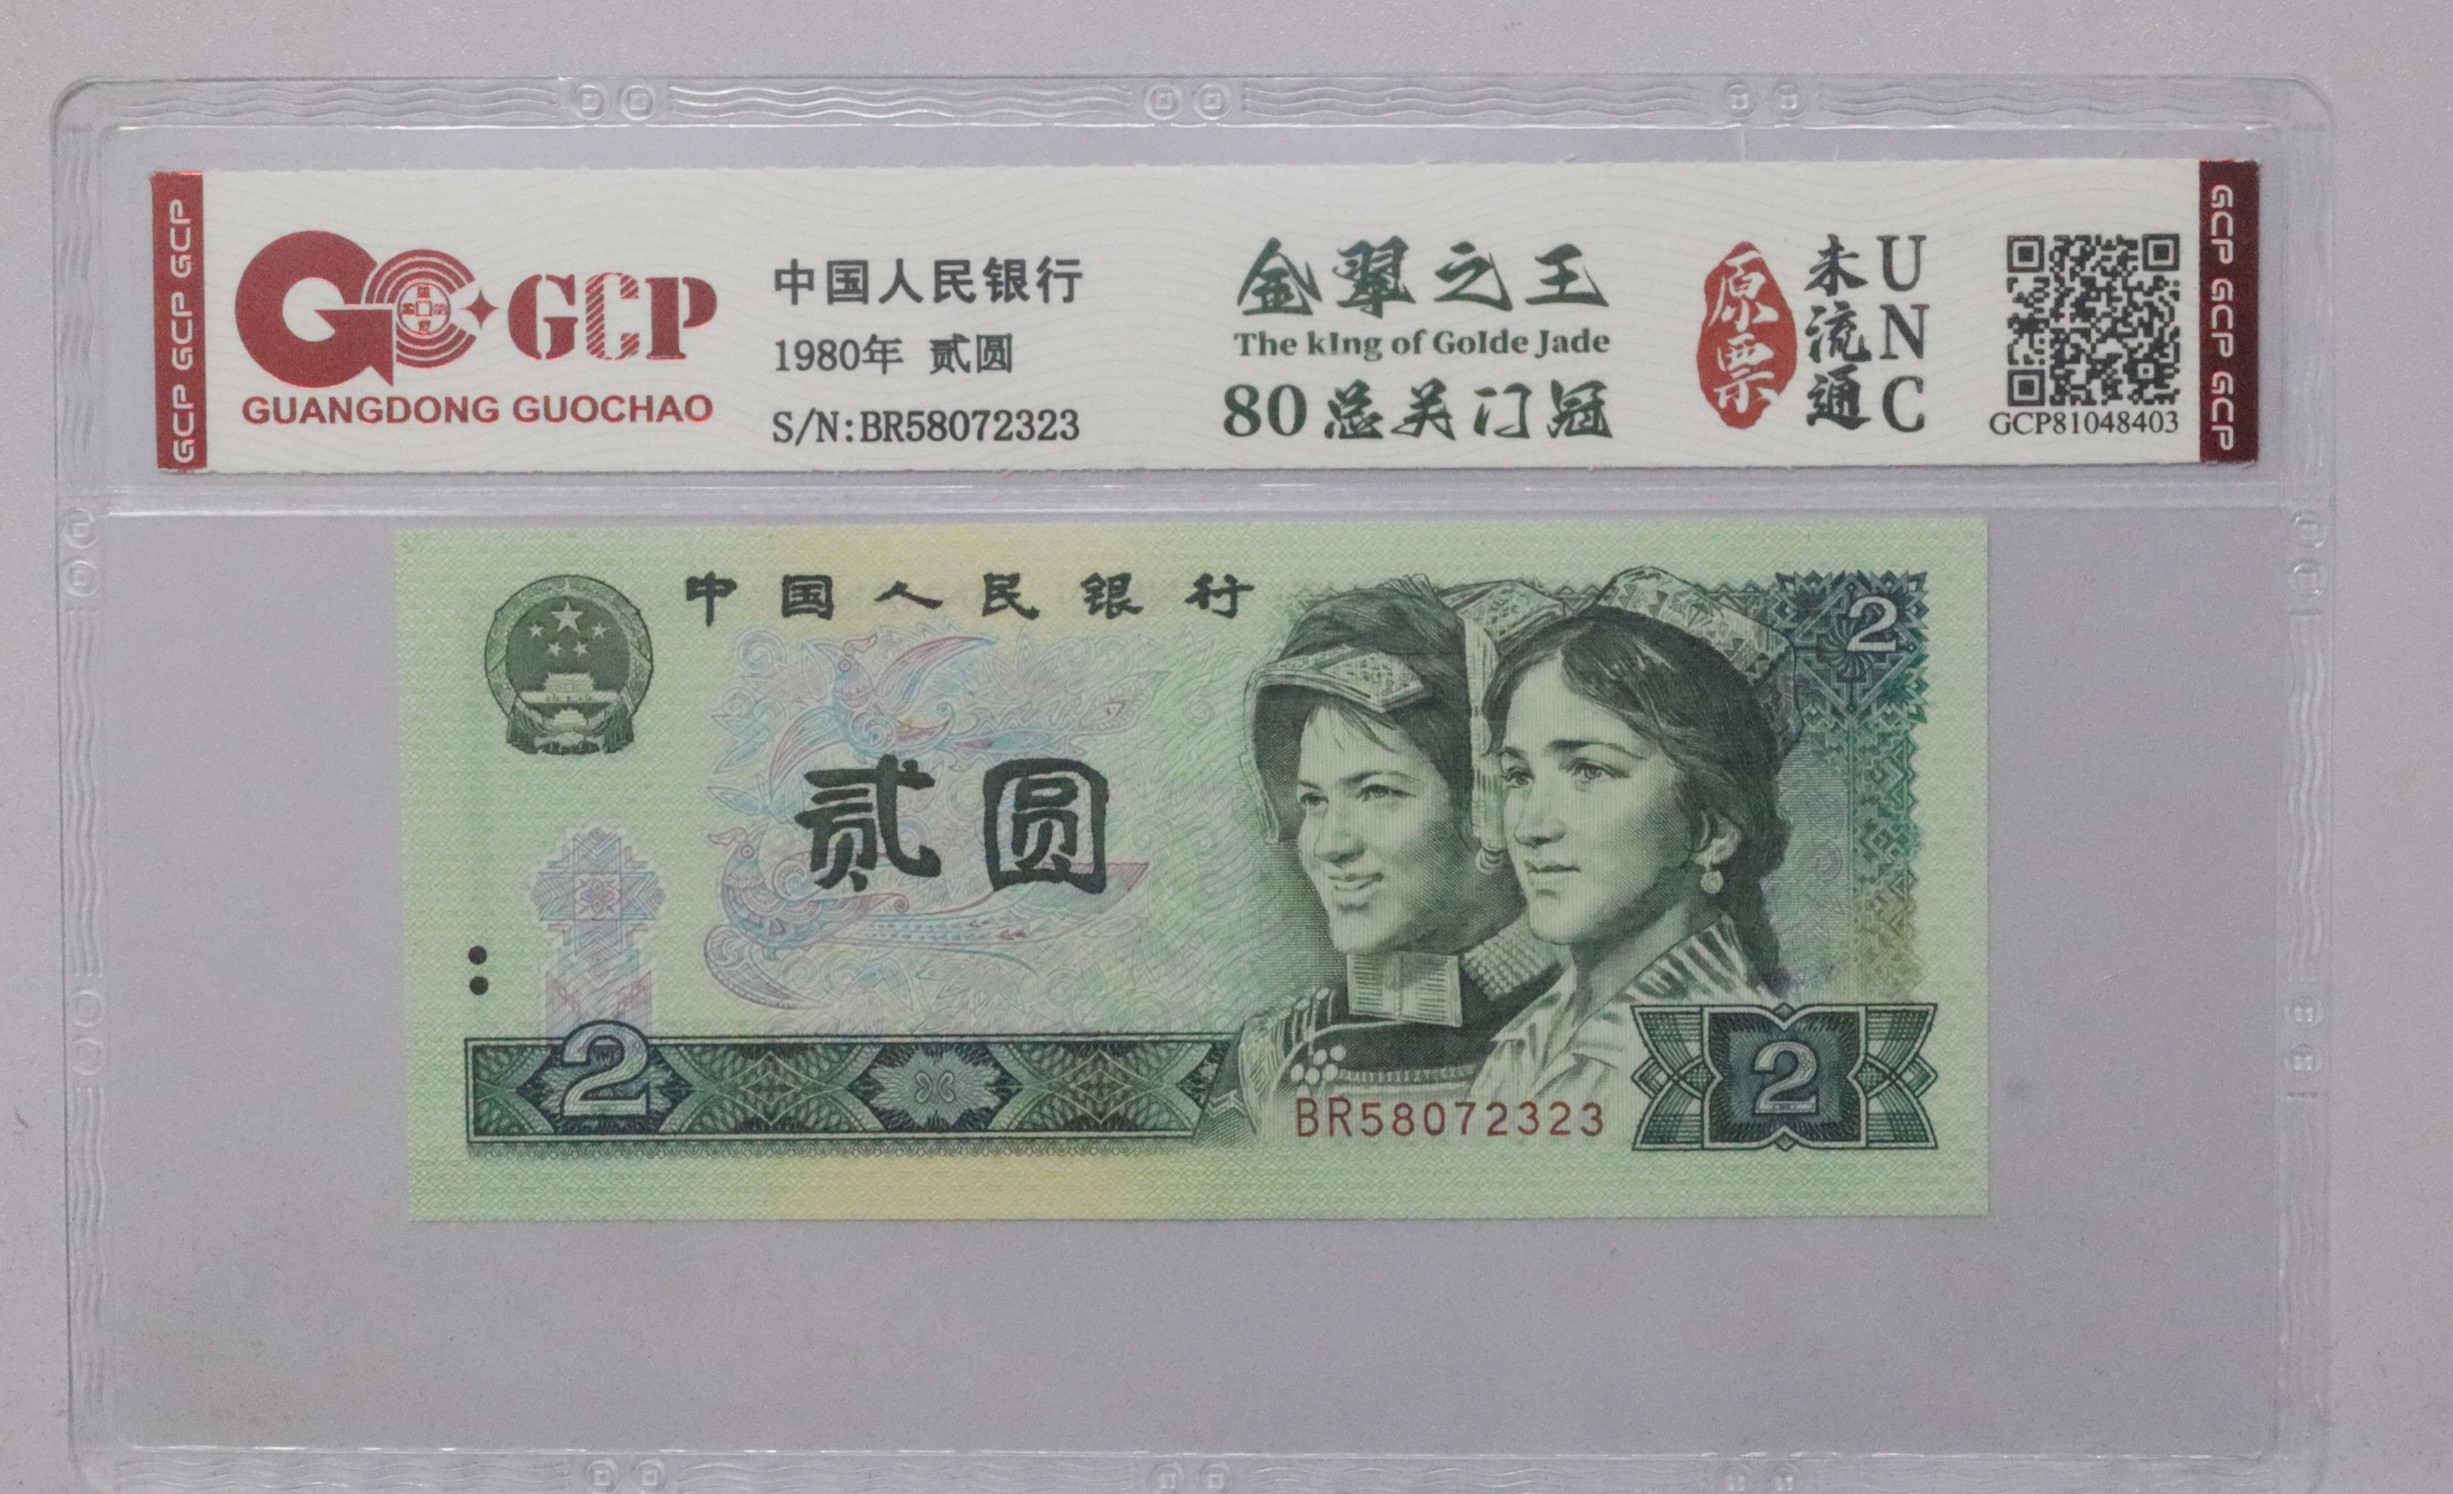 GCP GCP GCP
GCP
GUANGDONG GUOCHAO
中国人民银行
1980年 贰圆
S/N:BR58072323
金翠之王
The kIng of Golde Jade
80总关门冠
原票
未流通
UNC
GCP81048403
GCP GCP GCP
中国人民银行
2
贰圆
2
BR58072323
2